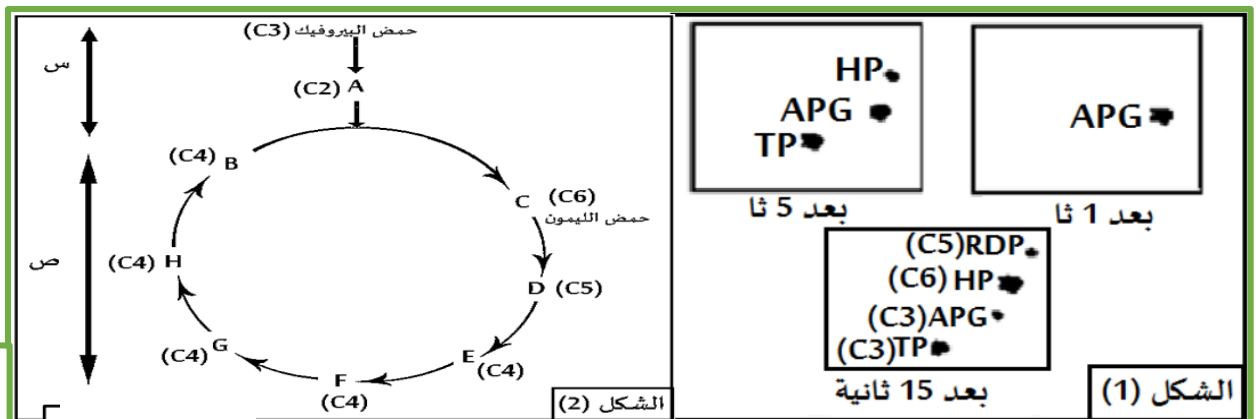 حمض البيروفيك (C3)
س
(C2) A
(C4) B
C (C6)
حمض الليمون
ص
(C4) H
D (C5)
(C4) G
E (C4)
F (C4)
الشكل (2)
HP
APG
TP
بعد 5 ثا
APG
بعد 1 ثا
(C5)RDP
(C6) HP
(C3)APG
(C3)TP
بعد 15 ثانية
الشكل (1)